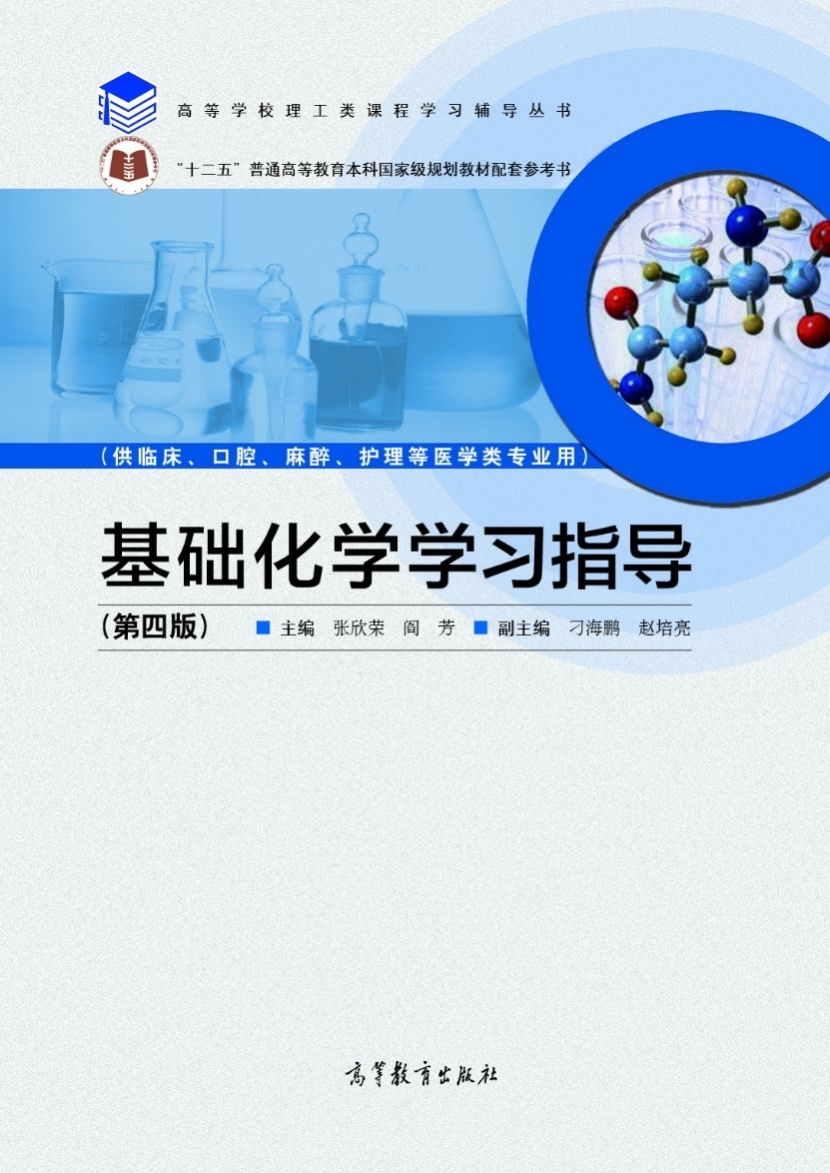 高等学校理工类课程学习辅导丛书
“十二五”普通高等教育本科国家级规划教材配套参考书
（供临床、口腔、麻醉、护理等医学类专业用）
基础化学学习指导
（第四版） ■ 主编 张欣荣 阎 芳 ■ 副主编 刁海鹏 赵培亮
高等教育出版社